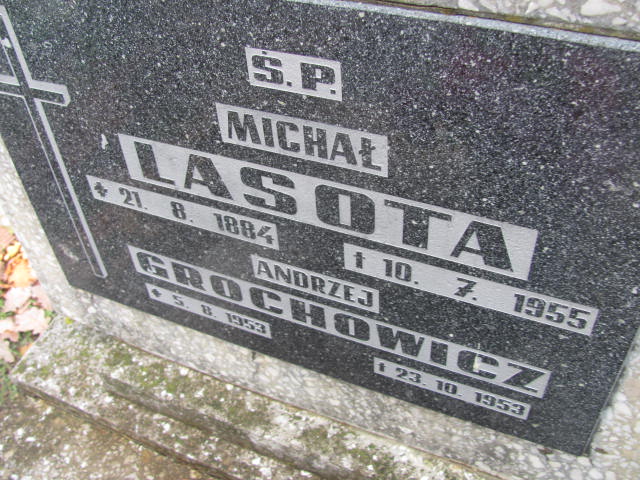 Ś.P.
MICHAŁ
LASOTA
* 21. 8. 1884
† 10. 7. 1955
ANDRZEJ
GROCHOWICZ
* 5. 8. 1953
† 23. 10. 1953